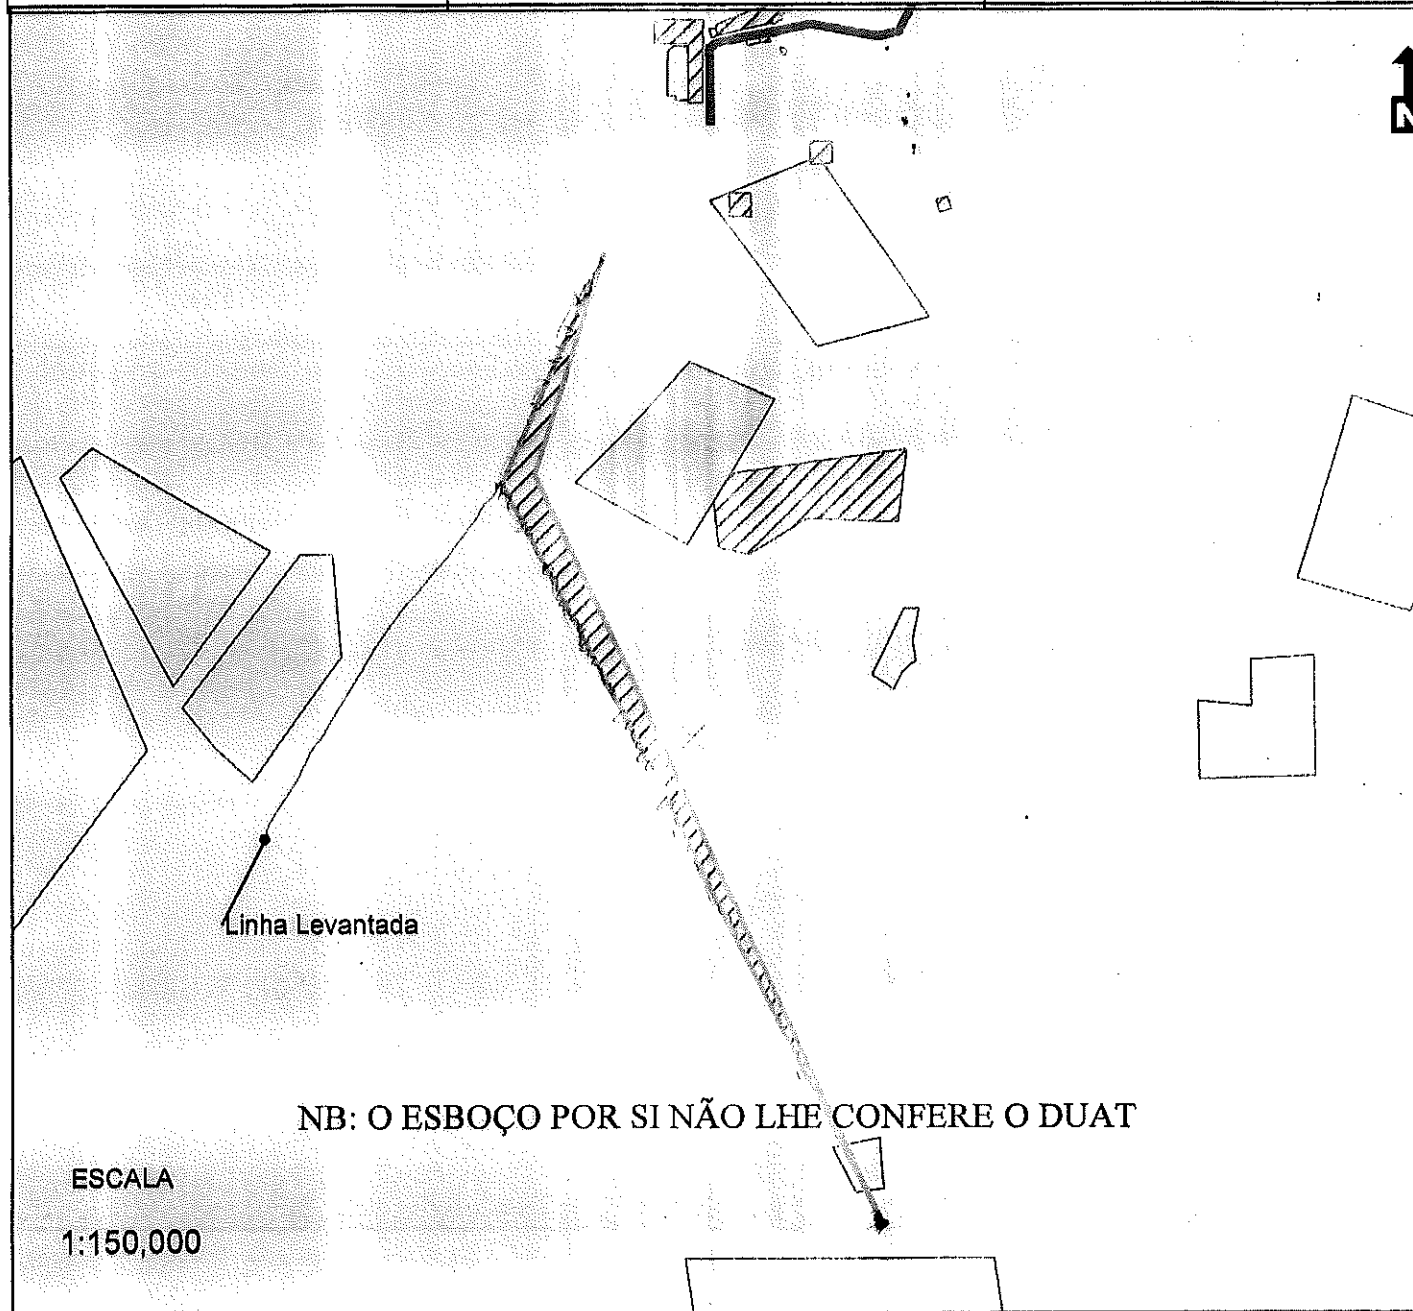 N
Linha Levantada
NB: O ESBOÇO POR SI NÃO LHE CONFERE O DUAT
ESCALA
1:150,000